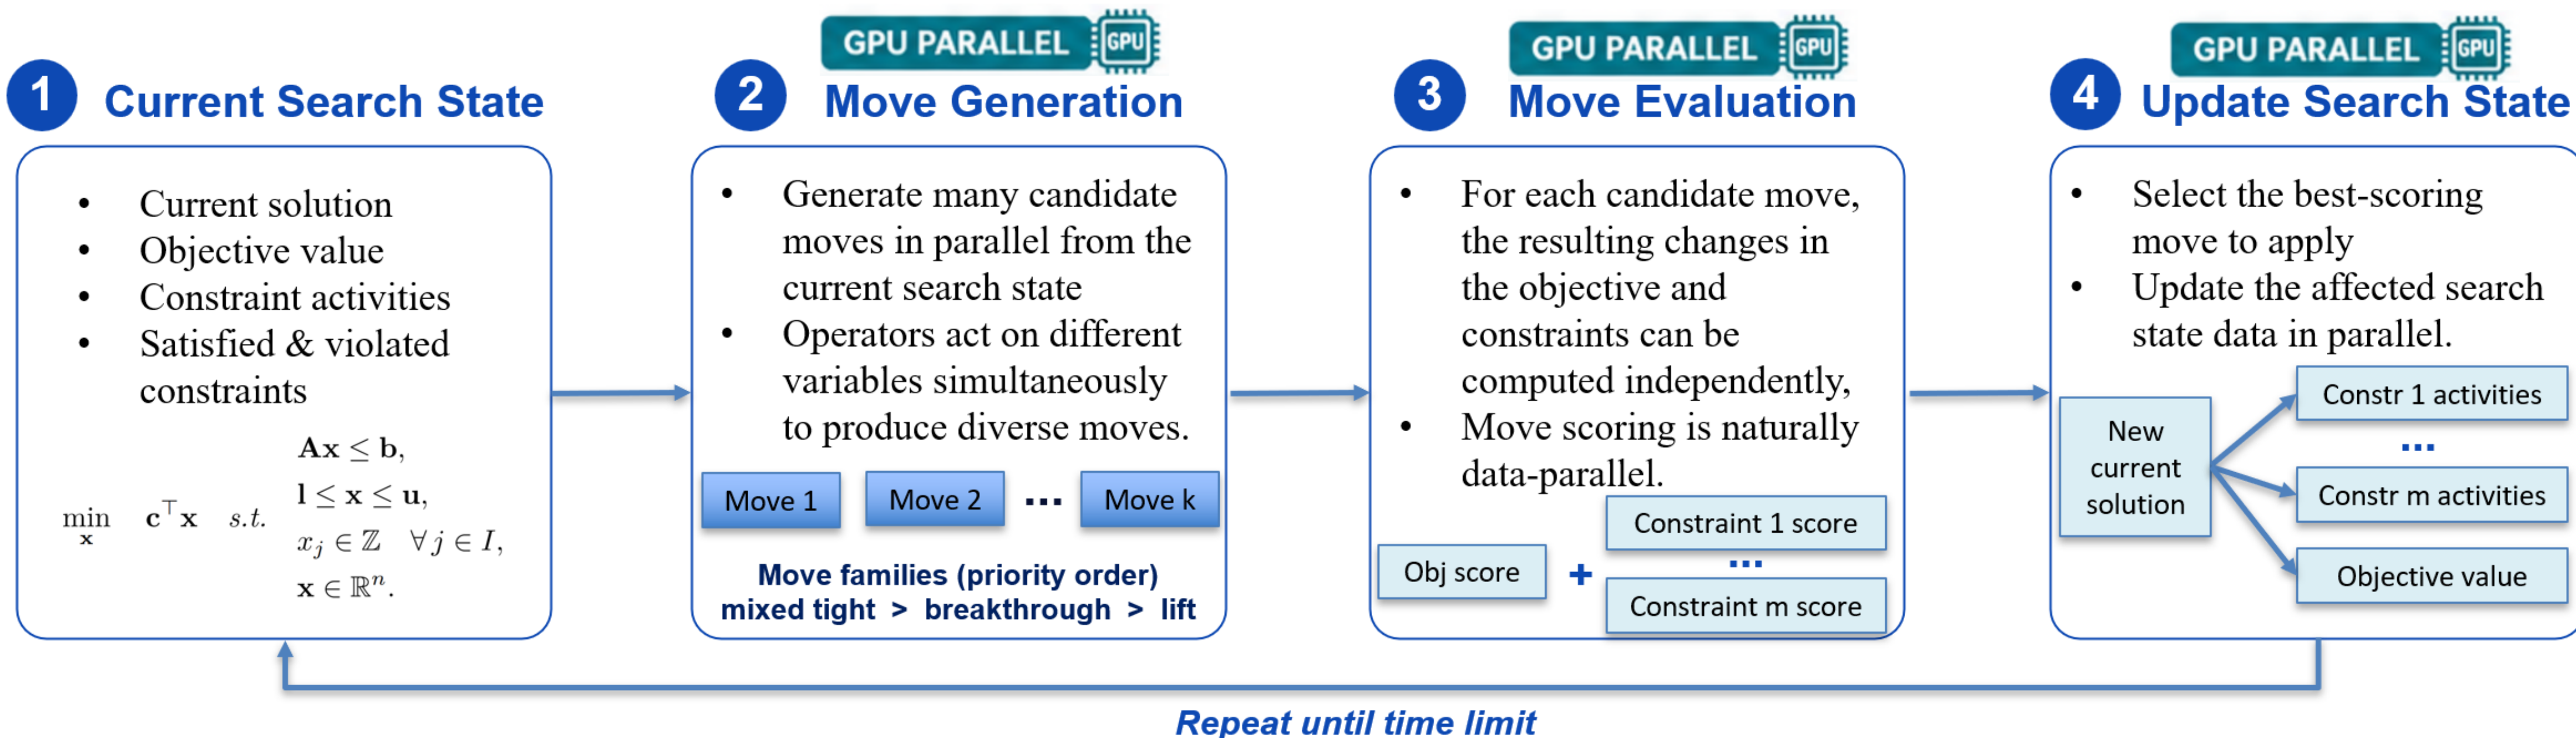 1 Current Search State
• Current solution
• Objective value
• Constraint activities
• Satisfied & violated
constraints
min x c⊤x s.t.
Ax ≤ b,
l ≤ x ≤ u,
xj ∈ ℤ ∀ j ∈ I,
x ∈ ℝn.
GPU PARALLEL GPU
2 Move Generation
• Generate many candidate
moves in parallel from the
current search state
• Operators act on different
variables simultaneously
to produce diverse moves.
Move 1 Move 2 ... Move k
Move families (priority order)
mixed tight > breakthrough > lift
GPU PARALLEL GPU
3 Move Evaluation
• For each candidate move,
the resulting changes in
the objective and
constraints can be
computed independently,
• Move scoring is naturally
data-parallel.
Obj score +
Constraint 1 score
...
Constraint m score
GPU PARALLEL GPU
4 Update Search State
• Select the best-scoring
move to apply
• Update the affected search
state data in parallel.
New
current
solution
Constr 1 activities
...
Constr m activities
Objective value
Repeat until time limit